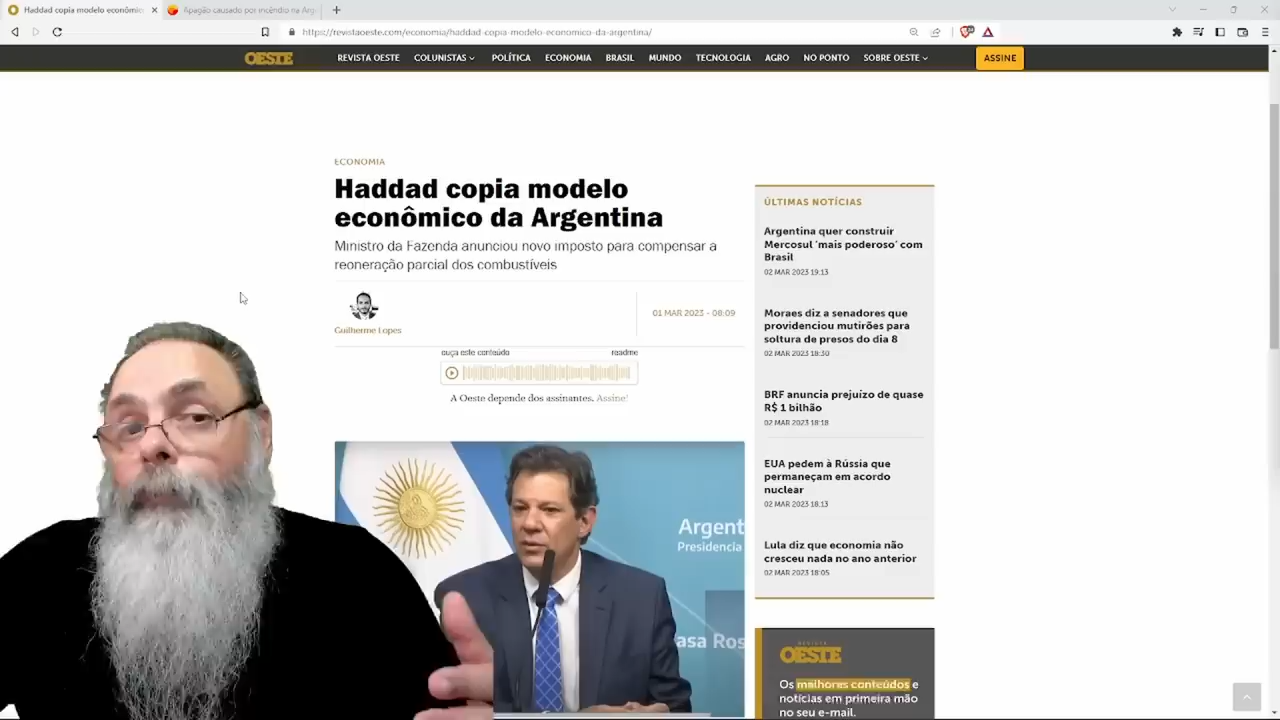 Haddad copia modelo econômic
Apagão causado por incêndio na Arg
https://revistaoeste.com/economia/haddad-copia-modelo-economico-da-argentina/
OESTE
REVISTA OESTE
COLUNISTAS
POLÍTICA
ECONOMIA
BRASIL
MUNDO
TECNOLOGIA
AGRO
NO PONTO
SOBRE OESTE
ASSINE
ECONOMIA
Haddad copia modelo
econômico da Argentina
Ministro da Fazenda anunciou novo imposto para compensar a
reoneração parcial dos combustíveis
Guilherme Lopes
01 MAR 2023 - 08:09
ouça este conteúdo
readme
A Oeste depende dos assinantes. Assine!
Argent
Presidencia
asa Ros
ÚLTIMAS NOTÍCIAS
Argentina quer construir
Mercosul 'mais poderoso' com
Brasil
02 MAR 2023 19:13
Moraes diz a senadores que
providenciou mutirões para
soltura de presos do dia 8
02 MAR 2023 18:30
BRF anuncia prejuízo de quase
R$ 1 bilhão
02 MAR 2023 18:18
EUA pedem à Rússia que
permaneçam em acordo
nuclear
02 MAR 2023 18:13
Lula diz que economia não
cresceu nada no ano anterior
02 MAR 2023 18:05
REVISTA
OESTE
Os melhores conteúdos e
notícias em primeira mão
no seu e-mail.